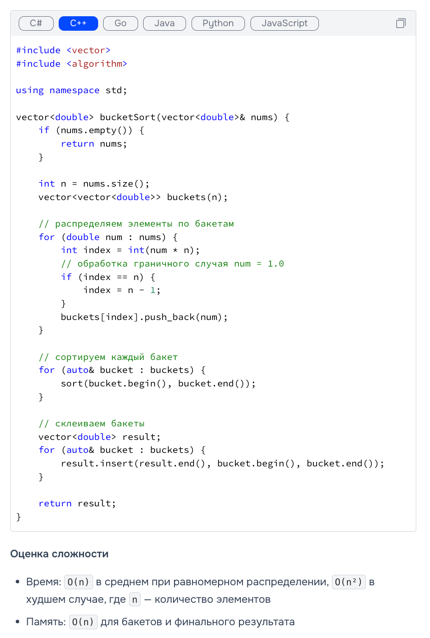 C#
C++
Go
Java
Python
JavaScript
#include <vector>
#include <algorithm>
using namespace std;
vector<double> bucketSort(vector<double>& nums) {
    if (nums.empty()) {
        return nums;
    }
    int n = nums.size();
    vector<vector<double>> buckets(n);
    // распределяем элементы по бакетам
    for (double num : nums) {
        int index = int(num * n);
        // обработка граничного случая num = 1.0
        if (index == n) {
            index = n - 1;
        }
        buckets[index].push_back(num);
    }
    // сортируем каждый бакет
    for (auto& bucket : buckets) {
        sort(bucket.begin(), bucket.end());
    }
    // склеиваем бакеты
    vector<double> result;
    for (auto& bucket : buckets) {
        result.insert(result.end(), bucket.begin(), bucket.end());
    }
    return result;
}
Оценка сложности
• Время: O(n) в среднем при равномерном распределении, O(n²) в
худшем случае, где n — количество элементов
• Память: O(n) для бакетов и финального результата